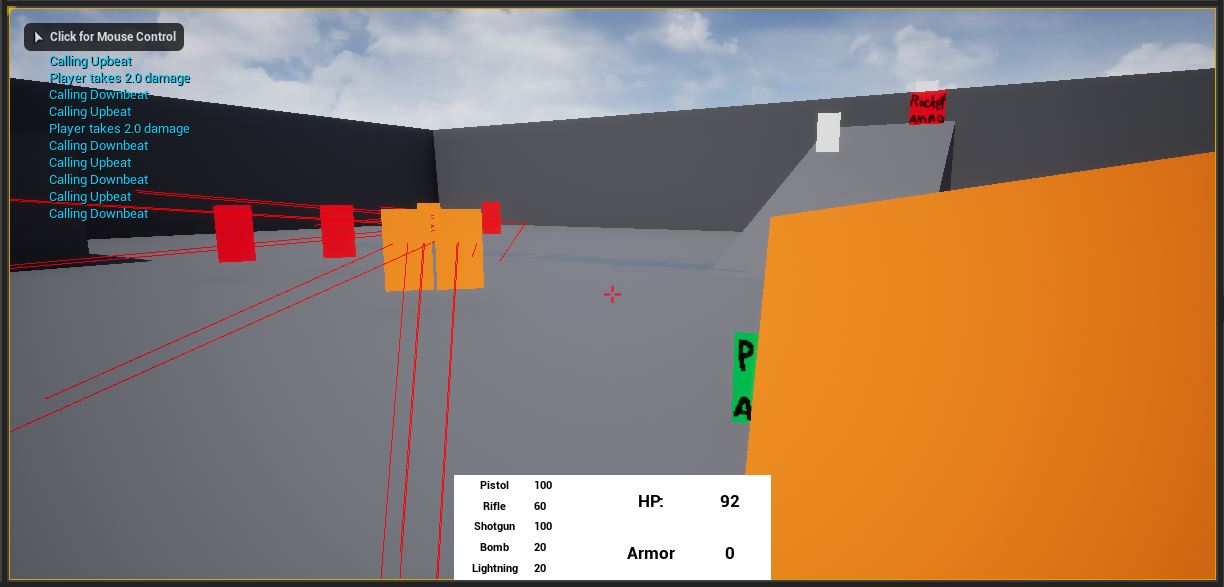 Click for Mouse Control
Calling Upbeat
Player takes 2.0 damage
Calling Downbeat
Calling Upbeat
Player takes 2.0 damage
Calling Downbeat
Calling Upbeat
Calling Downbeat
Calling Upbeat
Calling Downbeat
Rocket
Ammo
P
A
Pistol 100
Rifle 60
Shotgun 100
Bomb 20
Lightning 20
HP: 92
Armor 0